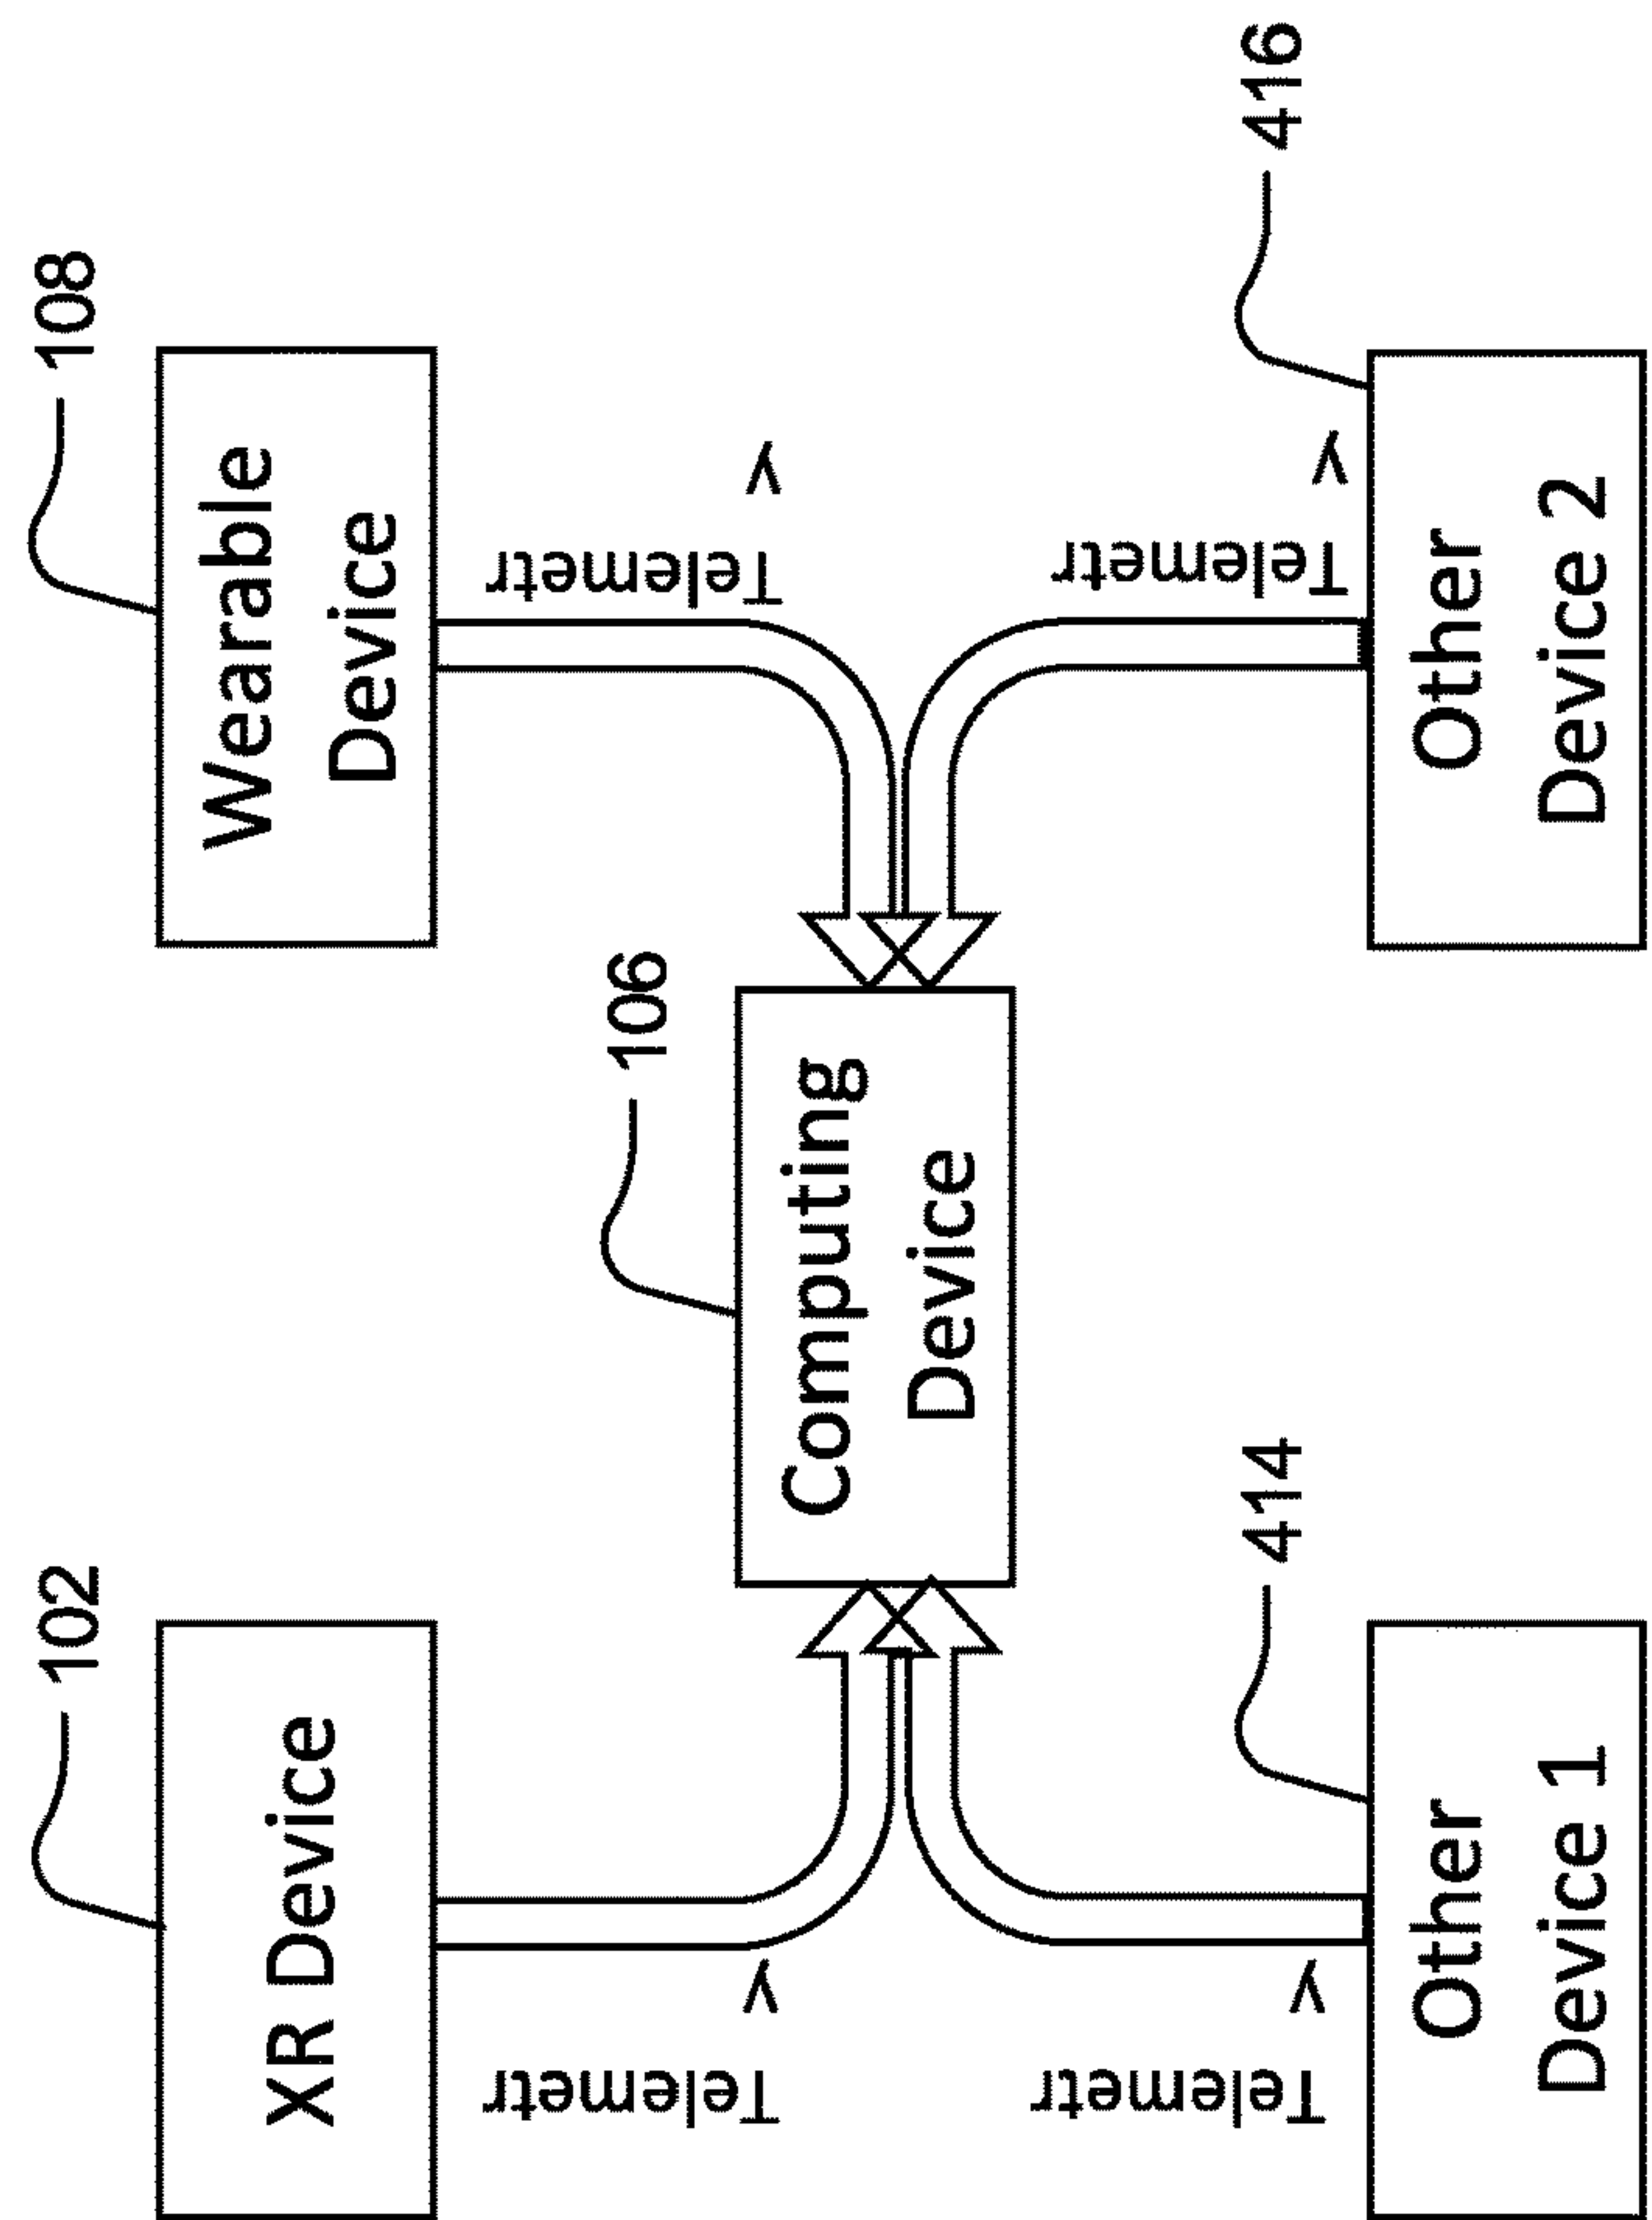 102
XR Device
108
Wearable
Device
Telemetr
y
Telemetr
y
106
Computing
Device
Telemetr
y
Telemetr
y
414
Other
Device 1
416
Other
Device 2